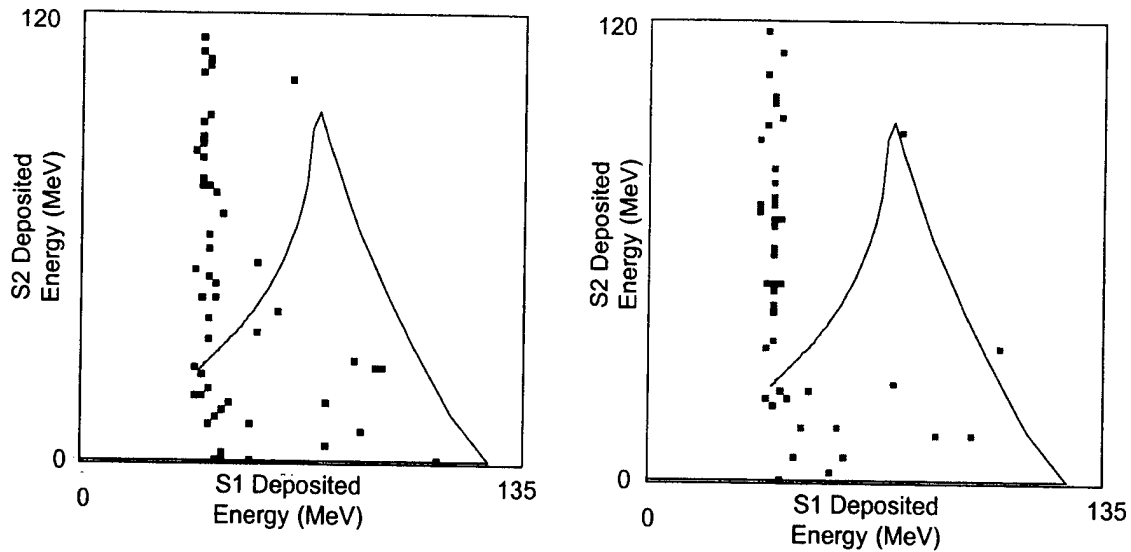 120
S2 Deposited
Energy (MeV)
0
0
S1 Deposited
Energy (MeV)
135
120
S2 Deposited
Energy (MeV)
0
0
S1 Deposited
Energy (MeV)
135